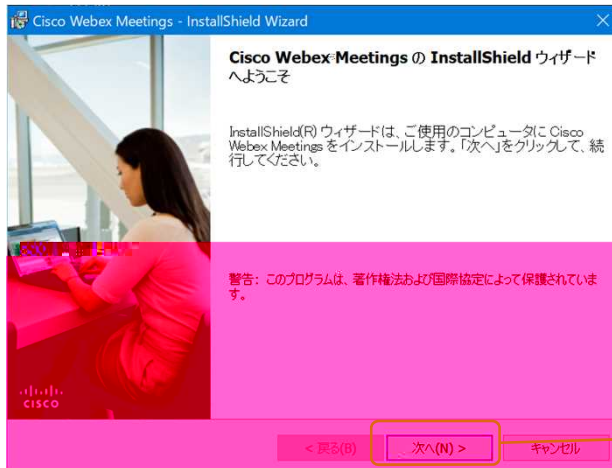 Cisco Webex Meetings - InstallShield Wizard
Cisco Webex Meetings の InstallShield ウィザード
へようこそ
InstallShield(R) ウィザードは、ご使用のコンピュータに Cisco
Webex Meetings をインストールします。「次へ」をクリックして、続
行してください。
警告: このプログラムは、著作権法および国際協定によって保護されていま
す。
CISCO
< 戻る(B)
次へ(N) >
キャンセル